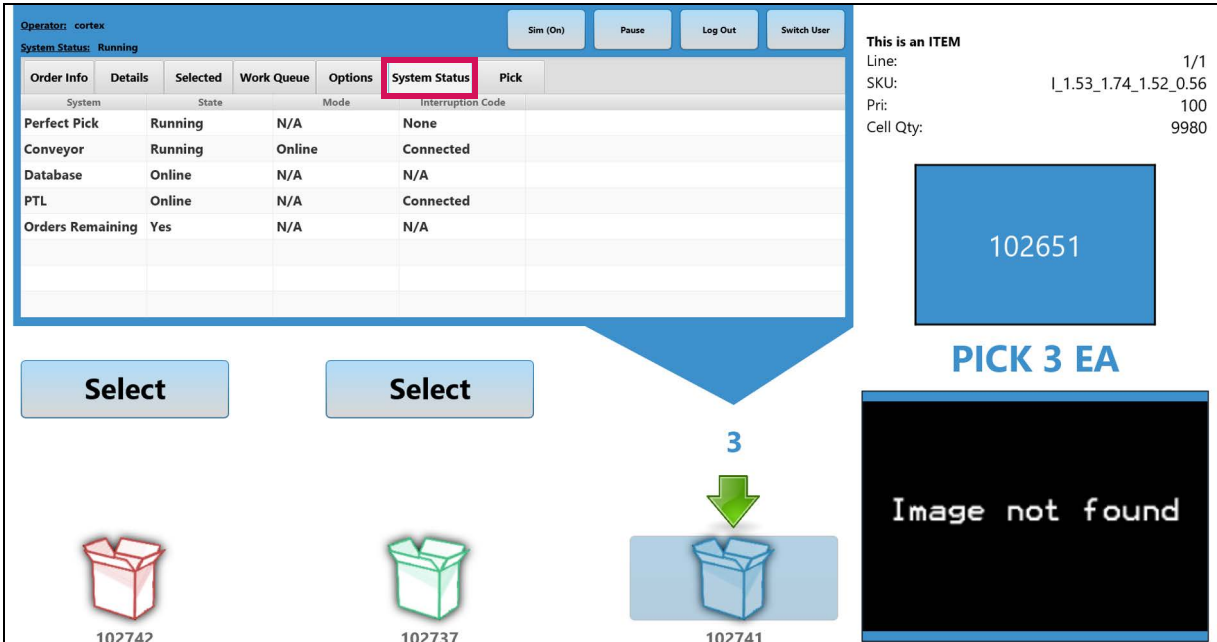 Operator: cortex
System Status: Running
Sim (On) Pause Log Out Switch User
Order Info Details Selected Work Queue Options System Status Pick
System State Mode Interruption Code
Perfect Pick Running N/A None
Conveyor Running Online Connected
Database Online N/A N/A
PTL Online N/A Connected
Orders Remaining Yes N/A N/A
This is an ITEM
Line: 1/1
SKU: I_1.53_1.74_1.52_0.56
Pri: 100
Cell Qty: 9980
102651
PICK 3 EA
Image not found
Select Select
3
102742 102737 102741